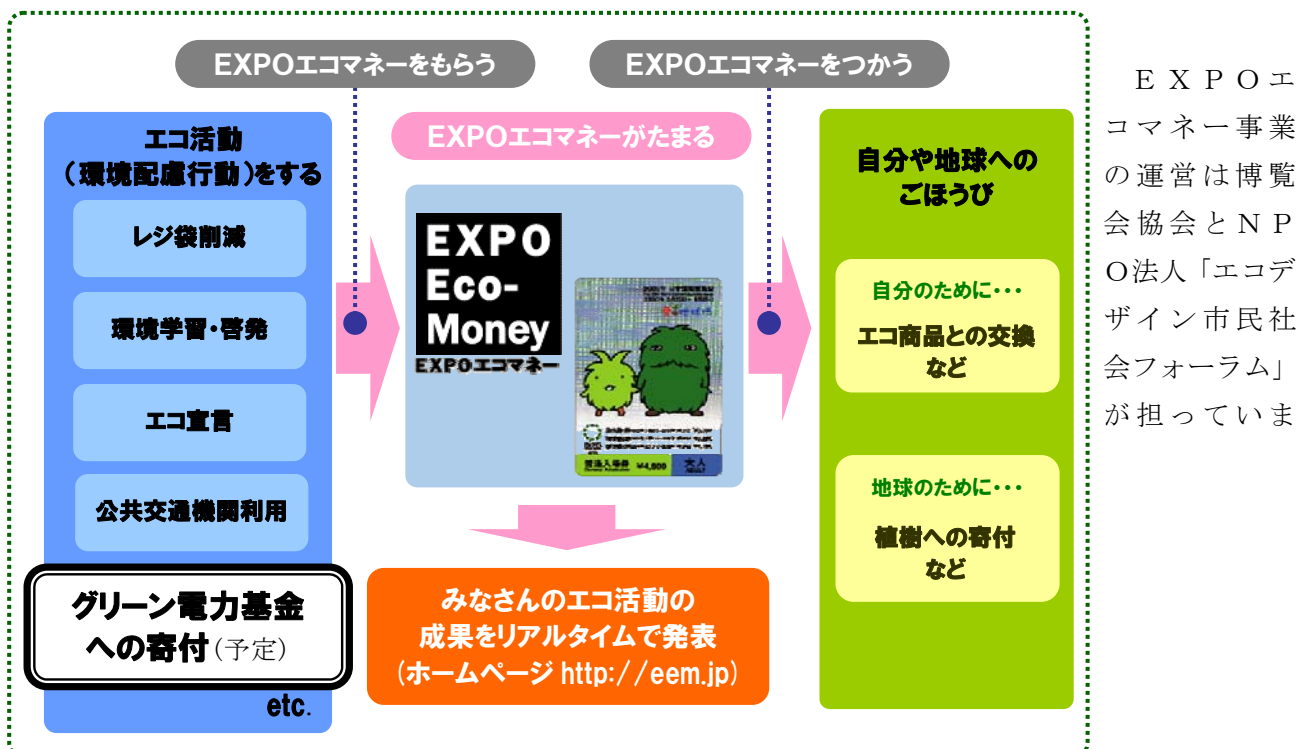 EXPOエコマネーをもらう
EXPOエコマネーをつかう
エコ活動
(環境配慮行動)をする
レジ袋削減
環境学習・啓発
エコ宣言
公共交通機関利用
グリーン電力基金
への寄付(予定)
etc.
EXPOエコマネーがたまる
EXPO
Eco-
Money
EXPOエコマネー
普通入場券 ¥4,600 大人
みなさんのエコ活動の
成果をリアルタイムで発表
(ホームページ http://eem.jp)
自分や地球への
ごほうび
自分のために・・・
エコ商品との交換
など
地球のために・・・
植樹への寄付
など
EXPOエ
コマネー事業
の運営は博覧
会協会とNP
O法人「エコデ
ザイン市民社
会フォーラム」
が担っていま